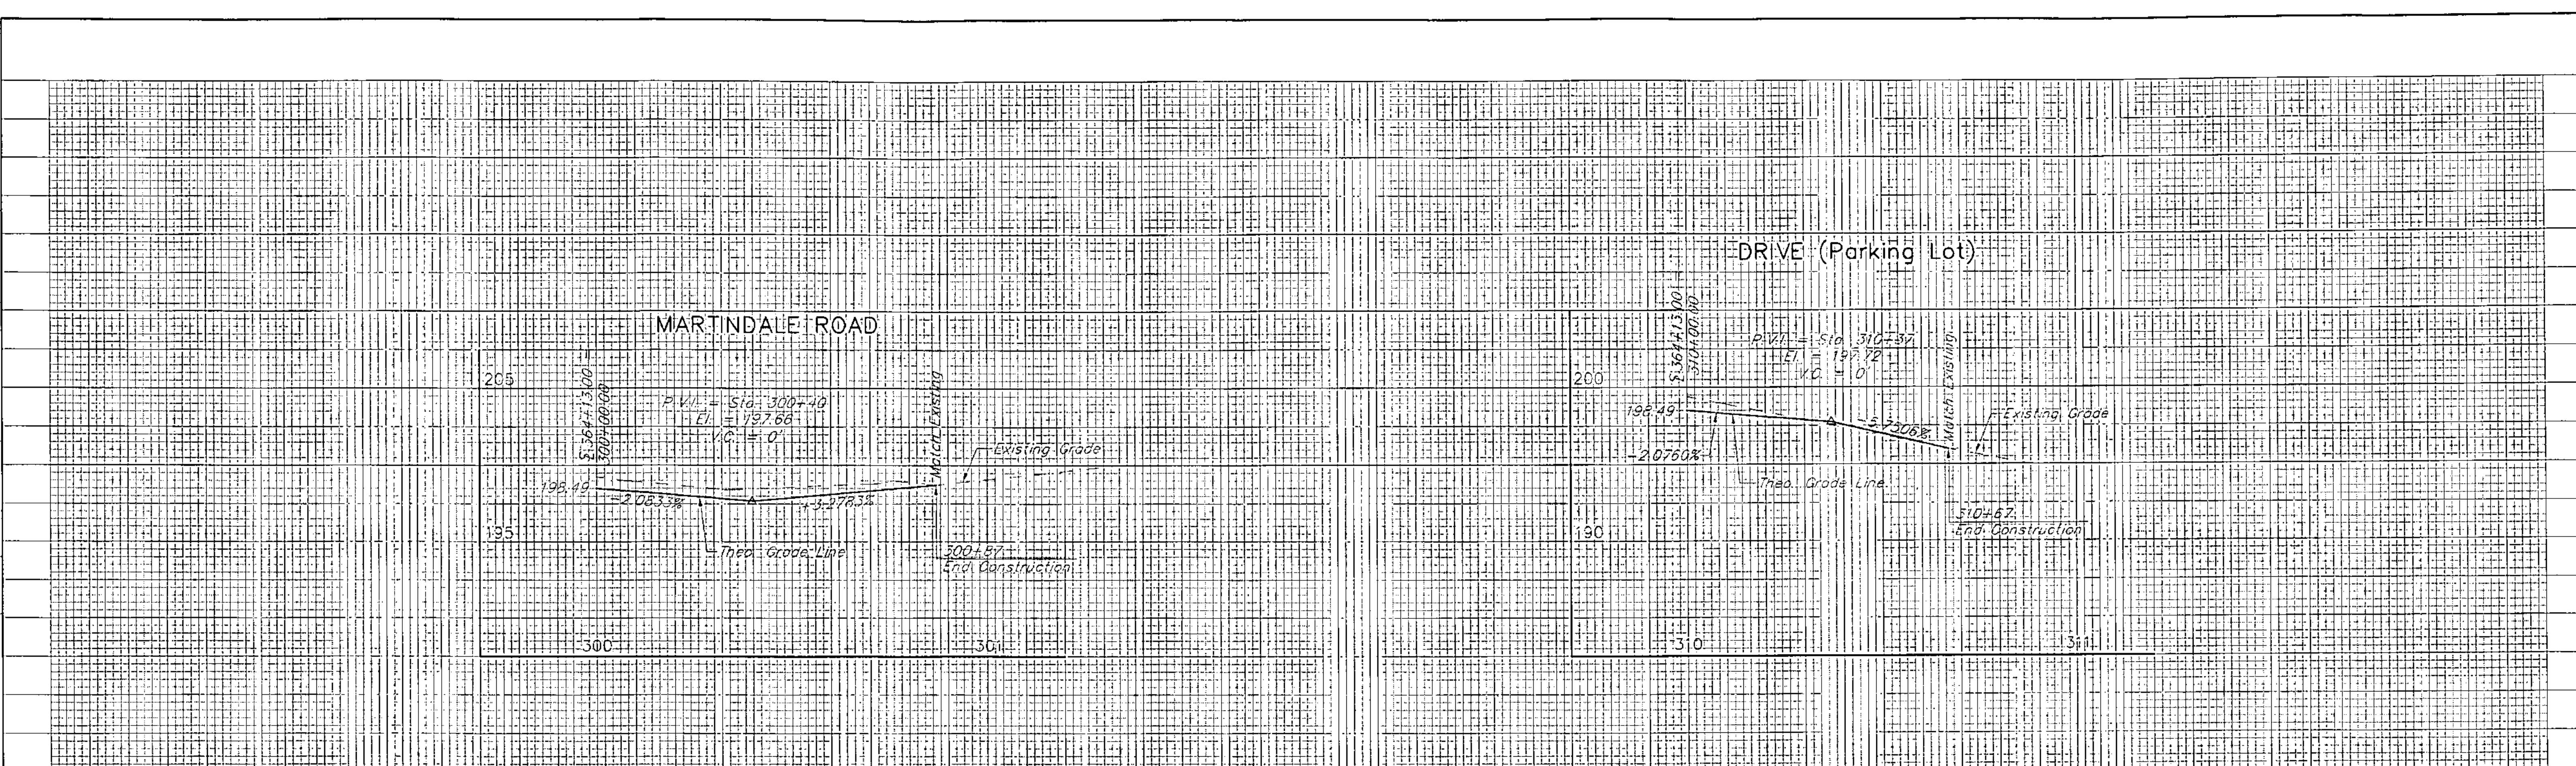 MARTINDALE ROAD
205
195
S 364+13.00 =
300+00.00
P.V.I. = Sta. 300+40
El. = 197.66
V.C. = 0'
Match Existing
Existing Grade
198.49
-2.0833%
+3.2783%
Theo. Grade Line
300+87
End Construction
300
301
DRIVE (Parking Lot)
200
190
S 364+13.00 =
310+00.00
P.V.I. = Sta. 310+37
El. = 197.72
V.C. = 0'
Match Existing
Existing Grade
198.49
-2.0760%
Theo. Grade Line
310+67
End Construction
310
311